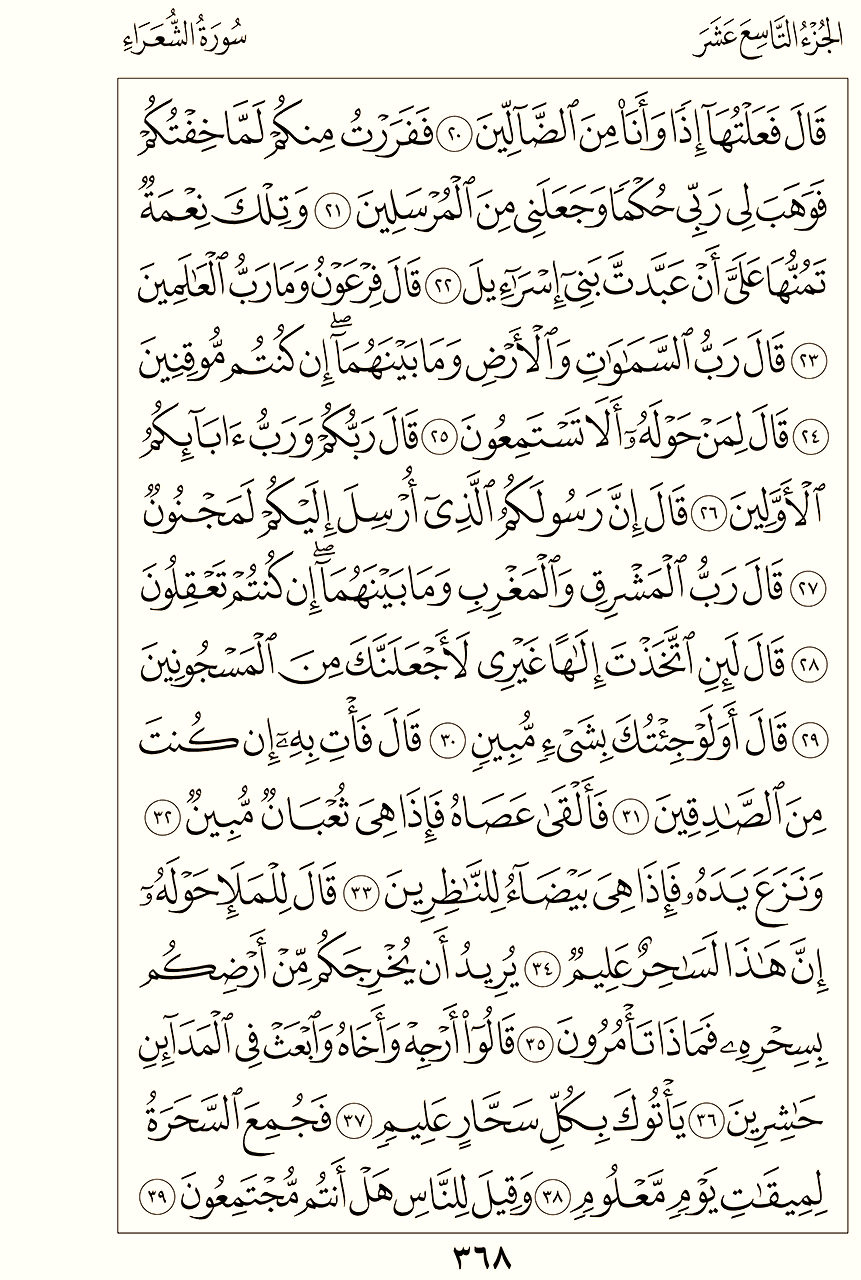 الجُزْءُ التَّاسِعَ عَشَرَ
سُورَةُ الشُّعَرَاءِ
قَالَ فَعَلْتُهَآ إِذًا وَأَنَا۠ مِنَ ٱلضَّآلِّينَ ٢٠ فَفَرَرْتُ مِنكُمْ لَمَّا خِفْتُكُمْ
فَوَهَبَ لِى رَبِّى حُكْمًا وَجَعَلَنِى مِنَ ٱلْمُرْسَلِينَ ٢١ وَتِلْكَ نِعْمَةٌ
تَمُنُّهَا عَلَىَّ أَنْ عَبَّدتَّ بَنِىٓ إِسْرَٰٓءِيلَ ٢٢ قَالَ فِرْعَوْنُ وَمَا رَبُّ ٱلْعَٰلَمِينَ
٢٣ قَالَ رَبُّ ٱلسَّمَٰوَٰتِ وَٱلْأَرْضِ وَمَا بَيْنَهُمَآ ۖ إِن كُنتُم مُّوقِنِينَ
٢٤ قَالَ لِمَنْ حَوْلَهُۥٓ أَلَا تَسْتَمِعُونَ ٢٥ قَالَ رَبُّكُمْ وَرَبُّ ءَابَآئِكُمُ
ٱلْأَوَّلِينَ ٢٦ قَالَ إِنَّ رَسُولَكُمُ ٱلَّذِىٓ أُرْسِلَ إِلَيْكُمْ لَمَجْنُونٌ
٢٧ قَالَ رَبُّ ٱلْمَشْرِقِ وَٱلْمَغْرِبِ وَمَا بَيْنَهُمَآ ۖ إِن كُنتُمْ تَعْقِلُونَ
٢٨ قَالَ لَئِنِ ٱتَّخَذْتَ إِلَٰهًا غَيْرِى لَأَجْعَلَنَّكَ مِنَ ٱلْمَسْجُونِينَ
٢٩ قَالَ أَوَلَوْ جِئْتُكَ بِشَىْءٍ مُّبِينٍ ٣٠ قَالَ فَأْتِ بِهِۦٓ إِن كُنتَ
مِنَ ٱلصَّٰدِقِينَ ٣١ فَأَلْقَىٰ عَصَاهُ فَإِذَا هِىَ ثُعْبَانٌ مُّبِينٌ ٣٢
وَنَزَعَ يَدَهُۥ فَإِذَا هِىَ بَيْضَآءُ لِلنَّٰظِرِينَ ٣٣ قَالَ لِلْمَلَإِ حَوْلَهُۥٓ
إِنَّ هَٰذَا لَسَٰحِرٌ عَلِيمٌ ٣٤ يُرِيدُ أَن يُخْرِجَكُم مِّنْ أَرْضِكُم
بِسِحْرِهِۦ فَمَاذَا تَأْمُرُونَ ٣٥ قَالُوٓا۟ أَرْجِهْ وَأَخَاهُ وَٱبْعَثْ فِى ٱلْمَدَآئِنِ
حَٰشِرِينَ ٣٦ يَأْتُوكَ بِكُلِّ سَحَّارٍ عَلِيمٍ ٣٧ فَجُمِعَ ٱلسَّحَرَةُ
لِمِيقَٰتِ يَوْمٍ مَّعْلُومٍ ٣٨ وَقِيلَ لِلنَّاسِ هَلْ أَنتُم مُّجْتَمِعُونَ ٣٩
٣٦٨